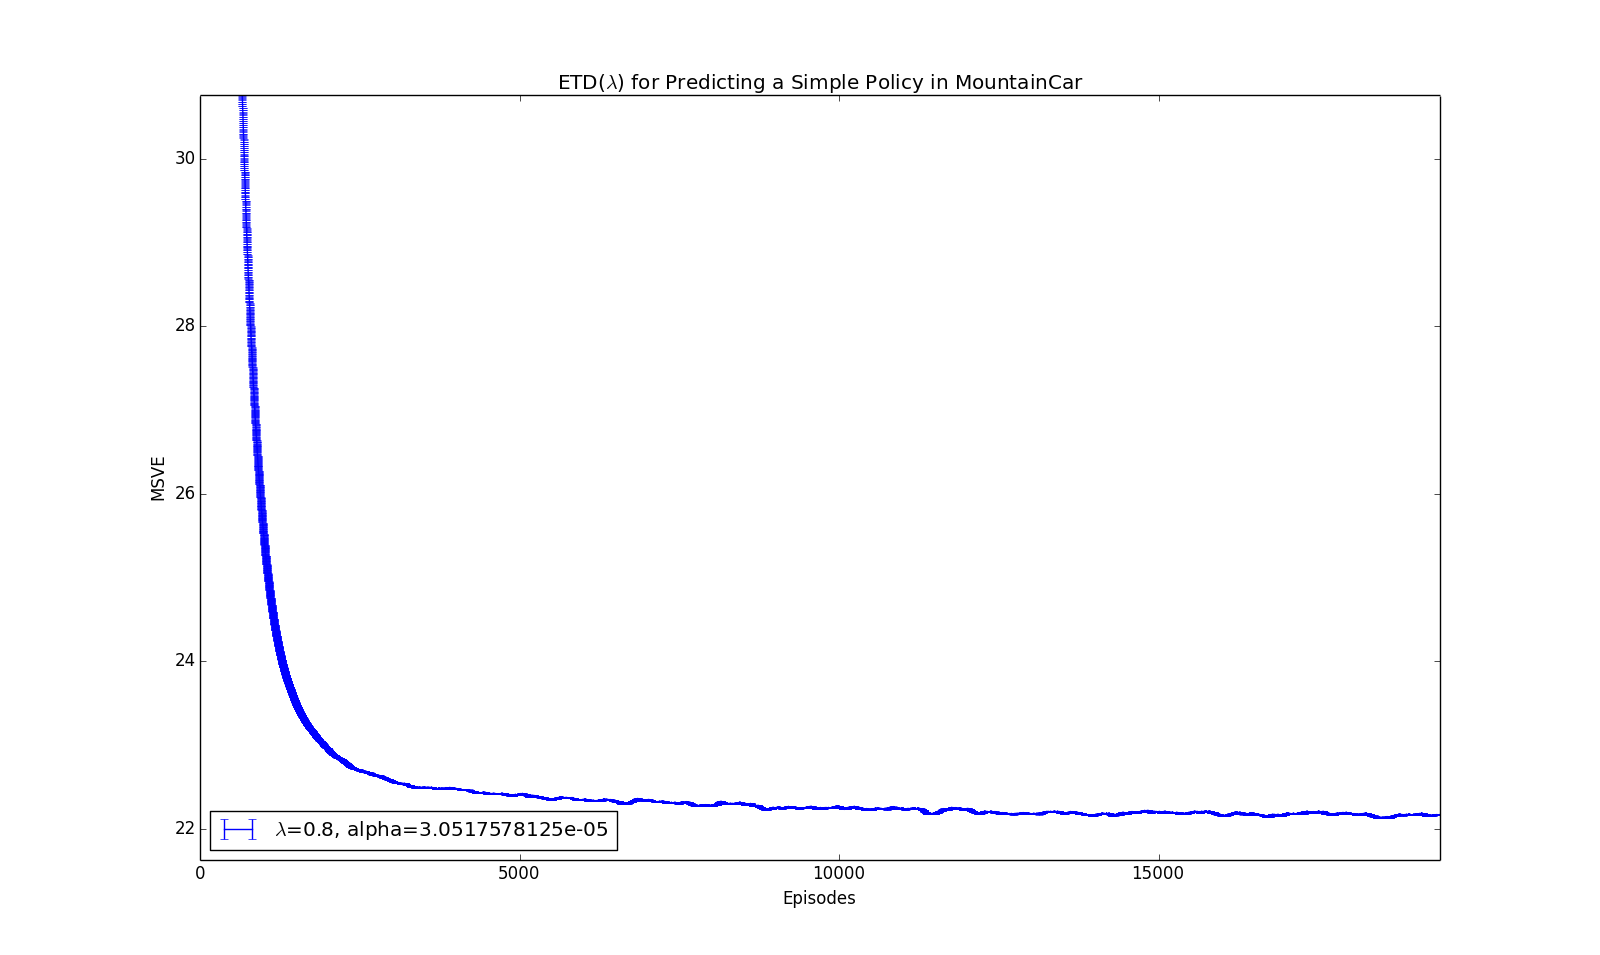 ETD(λ) for Predicting a Simple Policy in MountainCar
30
28
26
24
22
MSVE
λ=0.8, alpha=3.0517578125e-05
0 5000 10000 15000
Episodes